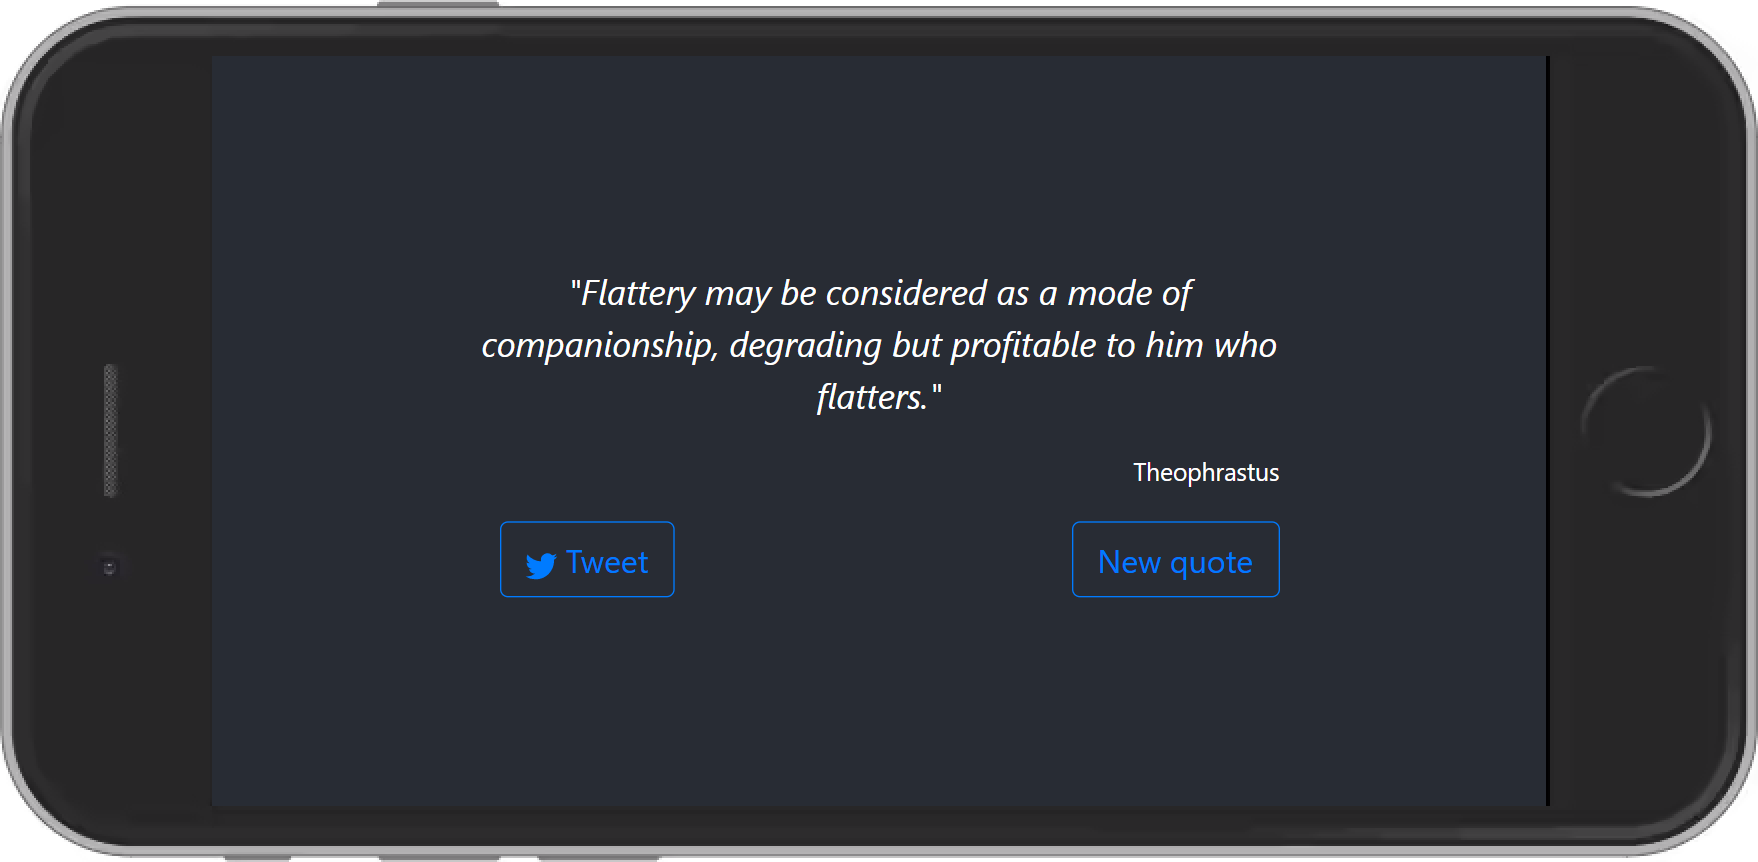 "Flattery may be considered as a mode of
companionship, degrading but profitable to him who
flatters."
Theophrastus
Tweet
New quote